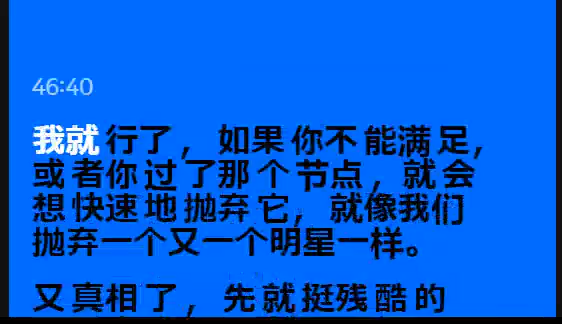 46:40
我就行了，如果你不能满足，
或者你过了那个节点，就会
想快速地抛弃它，就像我们
抛弃一个又一个明星一样。
又真相了，先就挺残酷的